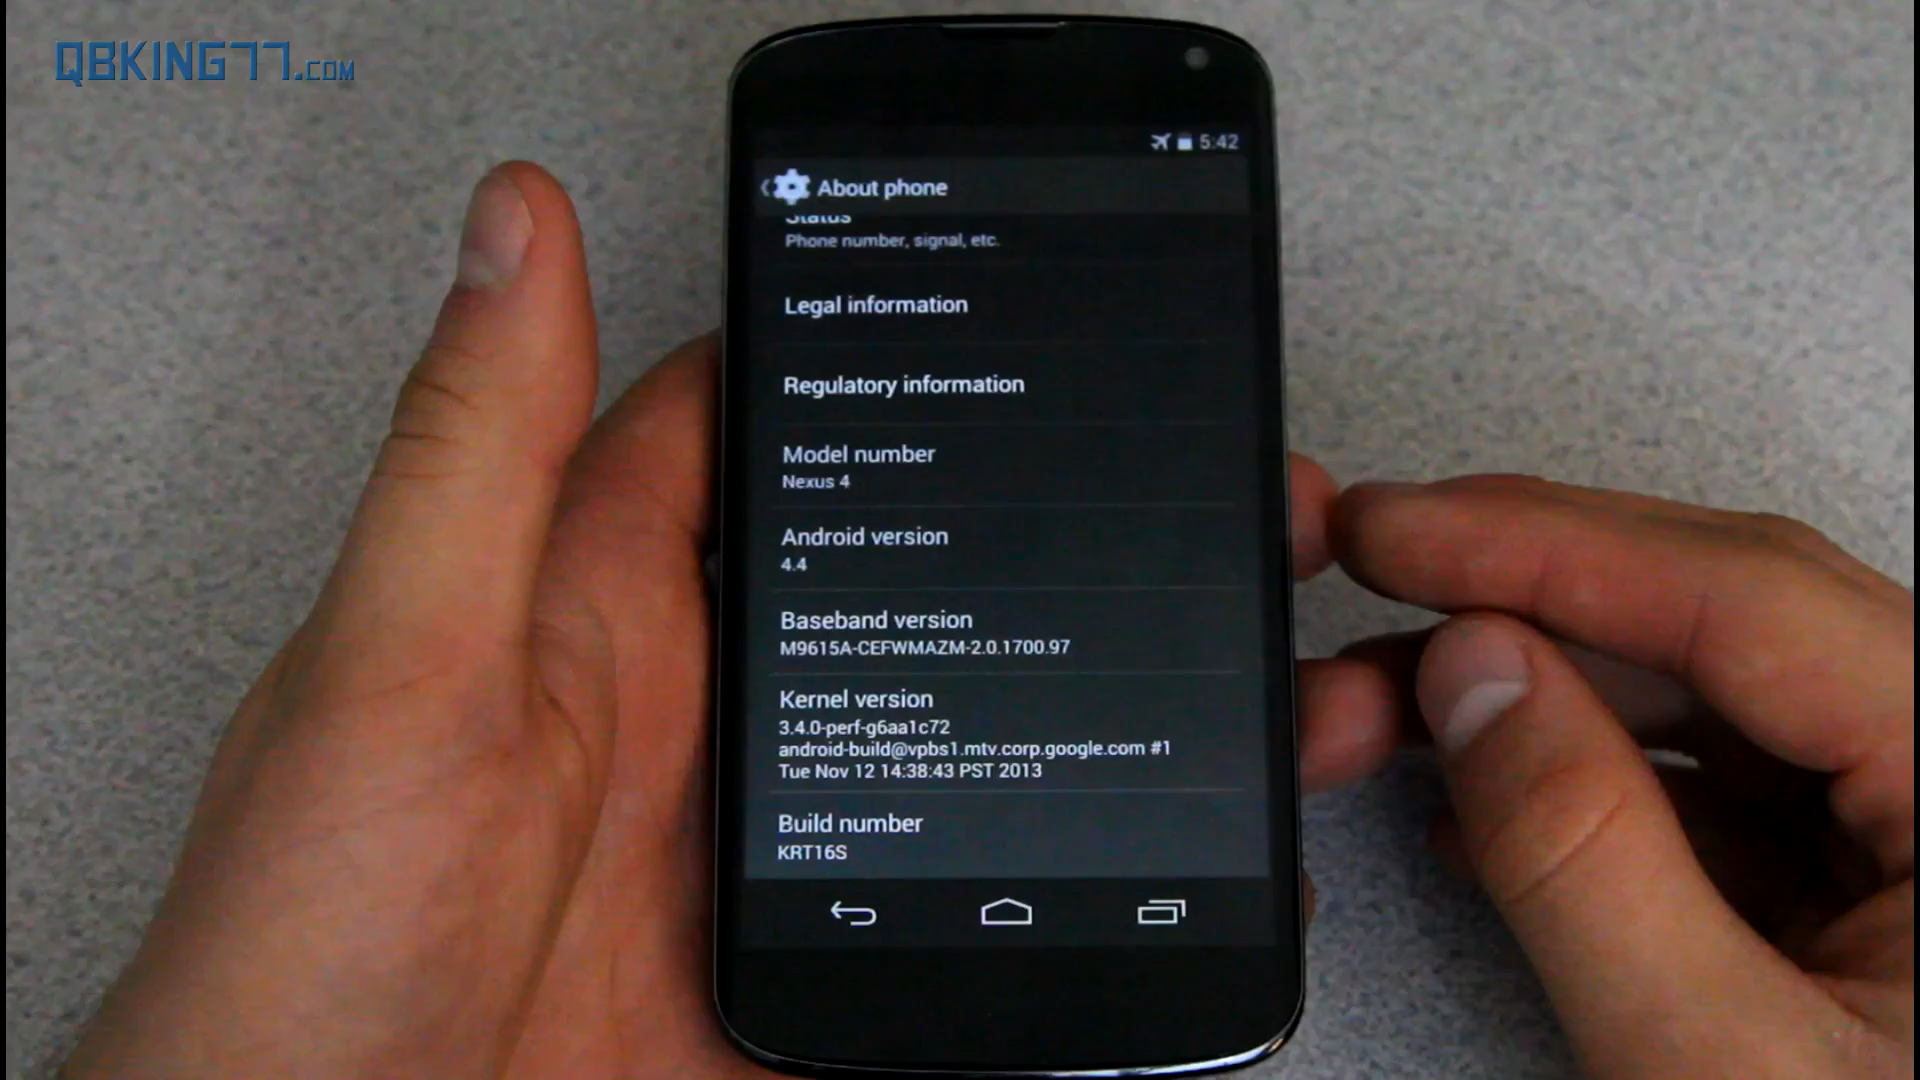 QBKING77.COM
5:42
About phone
Status
Phone number, signal, etc.
Legal information
Regulatory information
Model number
Nexus 4
Android version
4.4
Baseband version
M9615A-CEFWMAZM-2.0.1700.97
Kernel version
3.4.0-perf-g6aa1c72
android-build@vpbs1.mtv.corp.google.com #1
Tue Nov 12 14:38:43 PST 2013
Build number
KRT16S